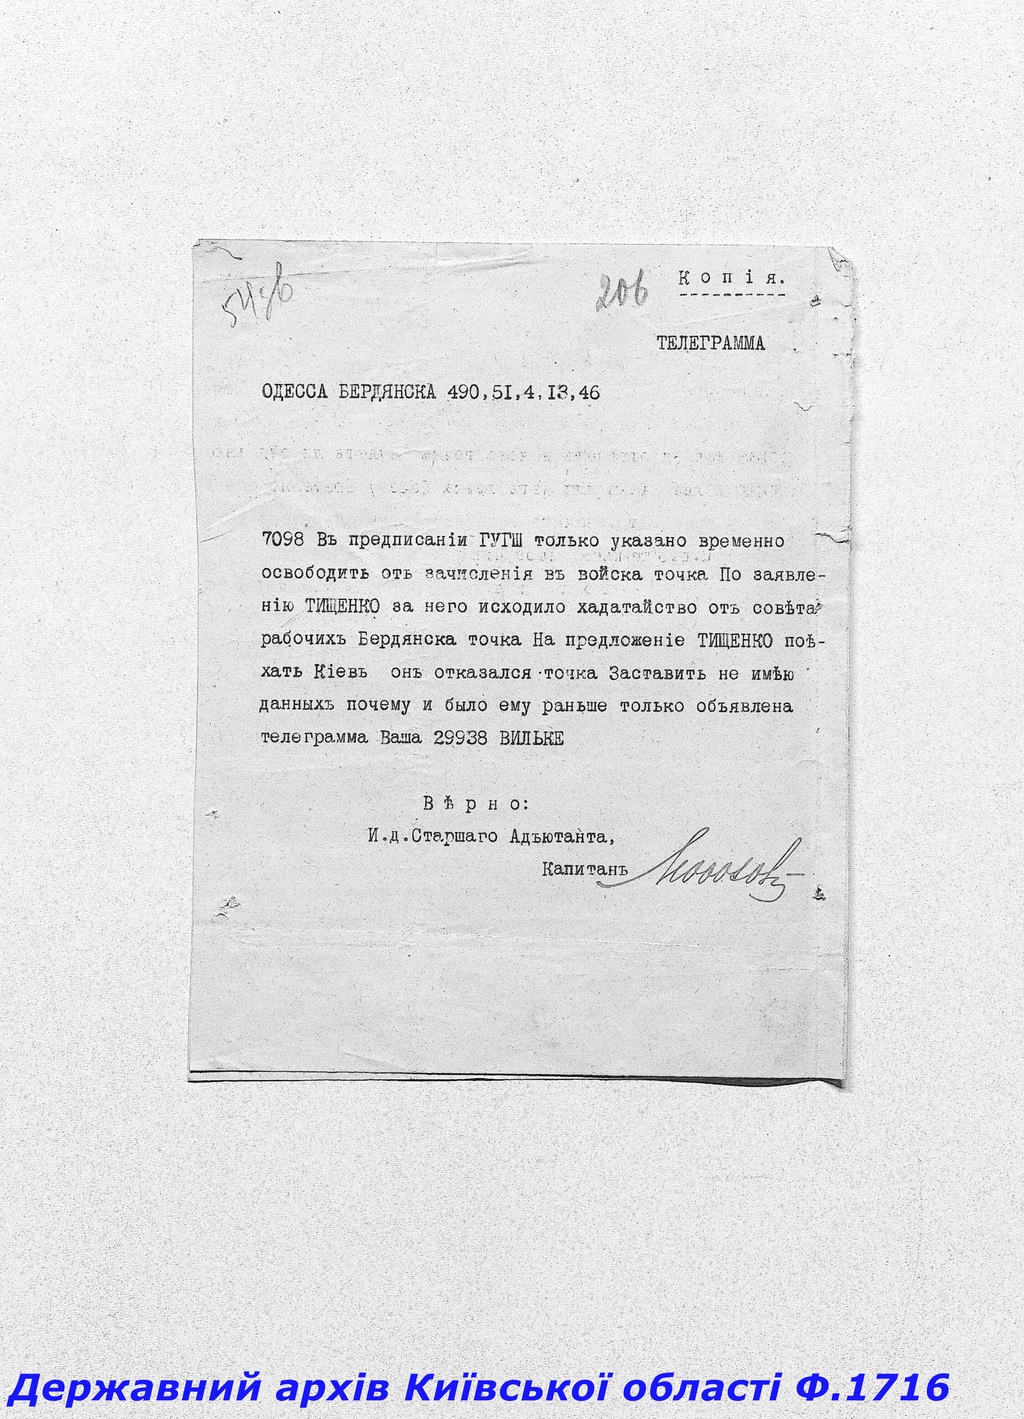 206
Копія.
ТЕЛЕГРАММА
ОДЕССА БЕРДЯНСКА 490,51,4,13,46
7098 Въ предписаніи ГУГШ только указано временно
освободить отъ зачисленія въ войска точка По заявле-
нію ТИЩЕНКО за него исходило хадатайство отъ совѣта
рабочихъ Бердянска точка На предложеніе ТИЩЕНКО поѣ-
хать Кіевъ онъ отказался точка Заставить не имѣю
данныхъ почему и было ему раньше только объявлена
телеграмма Ваша 29938 ВИЛЬКЕ
Вѣрно:
И.д.Старшаго Адъютанта,
Капитанъ
Державний архів Київської області Ф.1716